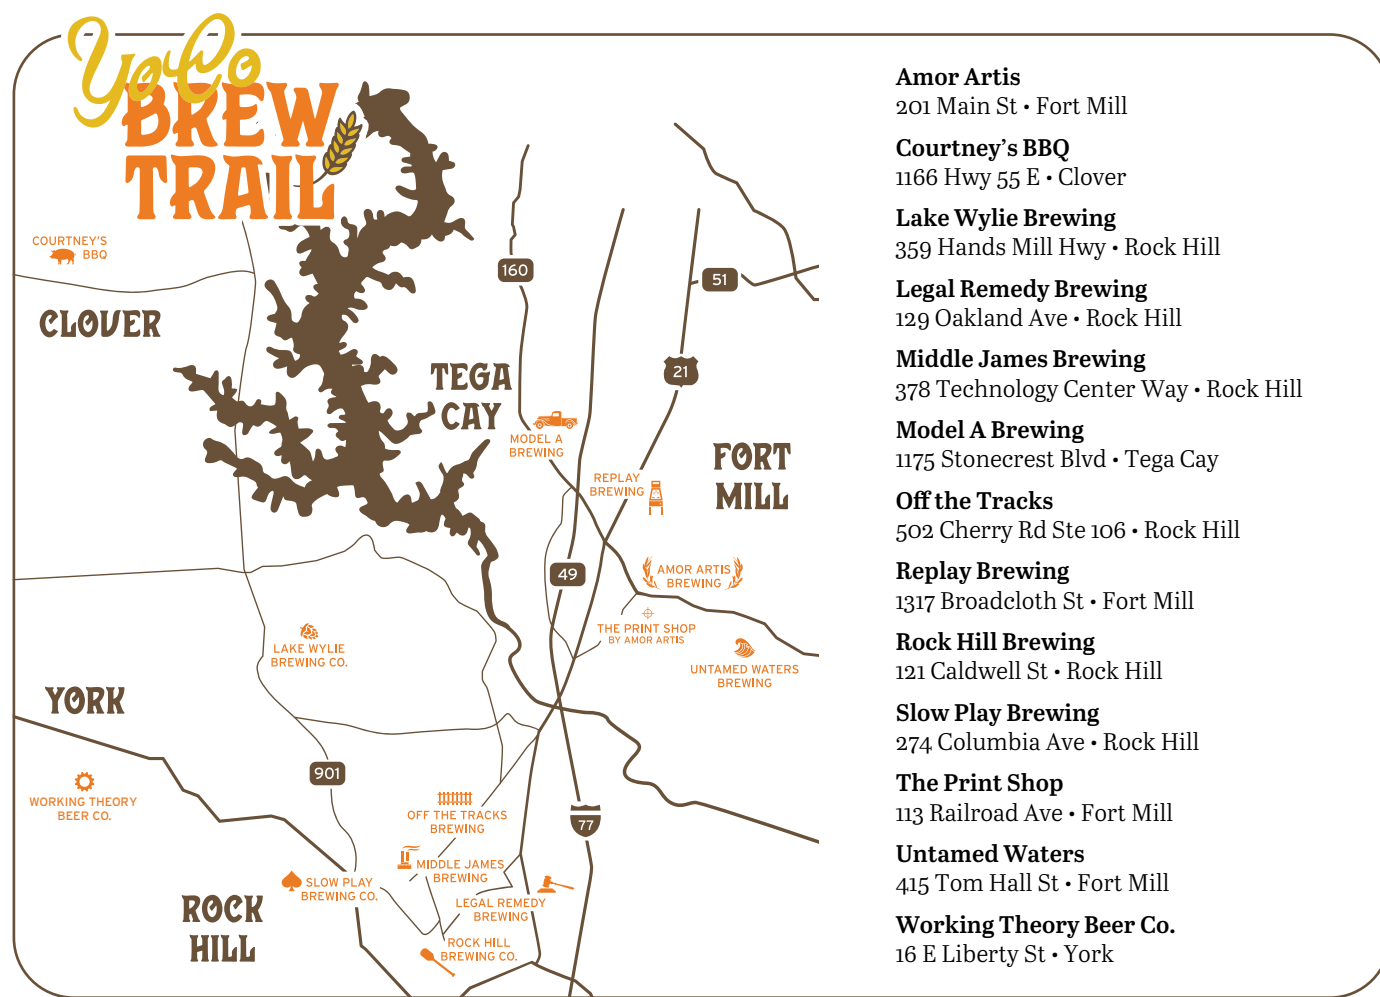 YoCo
BREW
TRAIL
COURTNEY'S
BBQ
CLOVER
160
51
TEGA
CAY
21
MODEL A
BREWING
FORT
MILL
REPLAY
BREWING
49
AMOR ARTIS
BREWING
THE PRINT SHOP
BY AMOR ARTIS
LAKE WYLIE
BREWING CO.
UNTAMED WATERS
BREWING
YORK
901
WORKING THEORY
BEER CO.
OFF THE TRACKS
BREWING
77
MIDDLE JAMES
BREWING
SLOW PLAY
BREWING CO.
LEGAL REMEDY
BREWING
ROCK
HILL
ROCK HILL
BREWING CO.
Amor Artis
201 Main St • Fort Mill
Courtney's BBQ
1166 Hwy 55 E • Clover
Lake Wylie Brewing
359 Hands Mill Hwy • Rock Hill
Legal Remedy Brewing
129 Oakland Ave • Rock Hill
Middle James Brewing
378 Technology Center Way • Rock Hill
Model A Brewing
1175 Stonecrest Blvd • Tega Cay
Off the Tracks
502 Cherry Rd Ste 106 • Rock Hill
Replay Brewing
1317 Broadcloth St • Fort Mill
Rock Hill Brewing
121 Caldwell St • Rock Hill
Slow Play Brewing
274 Columbia Ave • Rock Hill
The Print Shop
113 Railroad Ave • Fort Mill
Untamed Waters
415 Tom Hall St • Fort Mill
Working Theory Beer Co.
16 E Liberty St • York